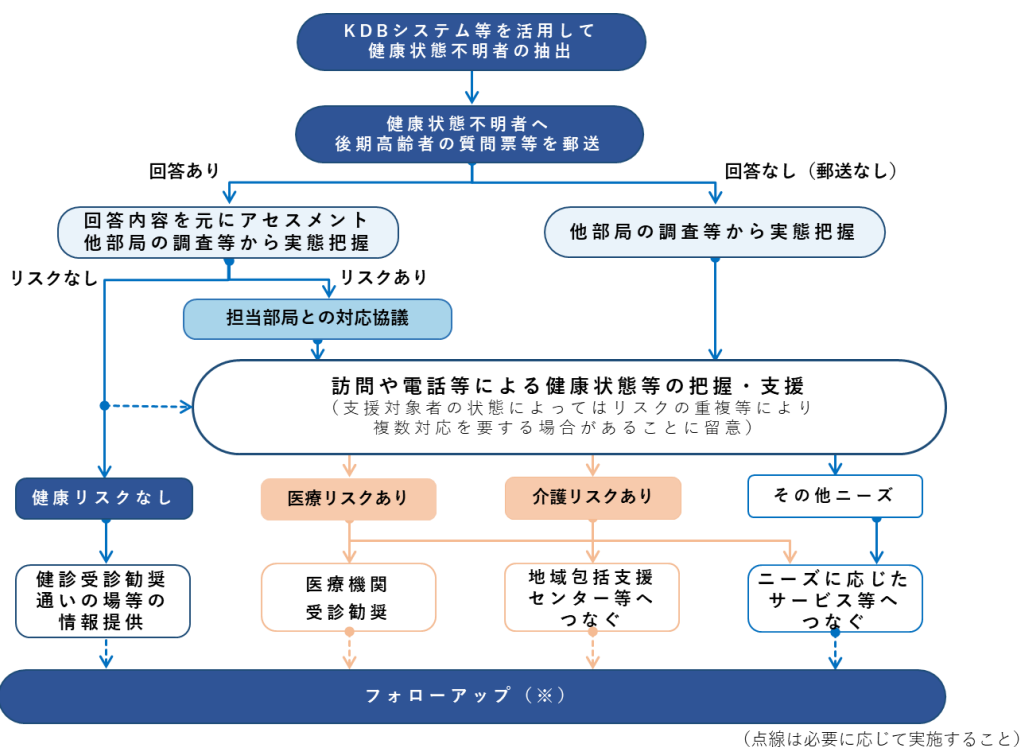 KDBシステム等を活用して
健康状態不明者の抽出
健康状態不明者へ
後期高齢者の質問票等を郵送
回答あり
回答なし（郵送なし）
回答内容を元にアセスメント
他部局の調査等から実態把握
他部局の調査等から実態把握
リスクなし
リスクあり
担当部局との対応協議
訪問や電話等による健康状態等の把握・支援
（支援対象者の状態によってはリスクの重複等により
複数対応を要する場合があることに留意）
健康リスクなし
医療リスクあり
介護リスクあり
その他ニーズ
健診受診勧奨
通いの場等の
情報提供
医療機関
受診勧奨
地域包括支援
センター等へ
つなぐ
ニーズに応じた
サービス等へ
つなぐ
フォローアップ（※）
（点線は必要に応じて実施すること）